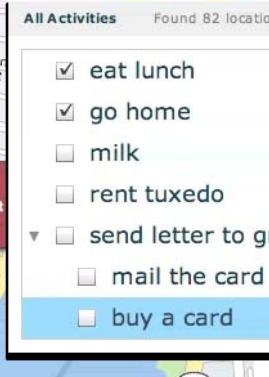 All Activities Found 82
eat lunch
go home
milk
rent tuxedo
send letter to
mail the card
buy a card